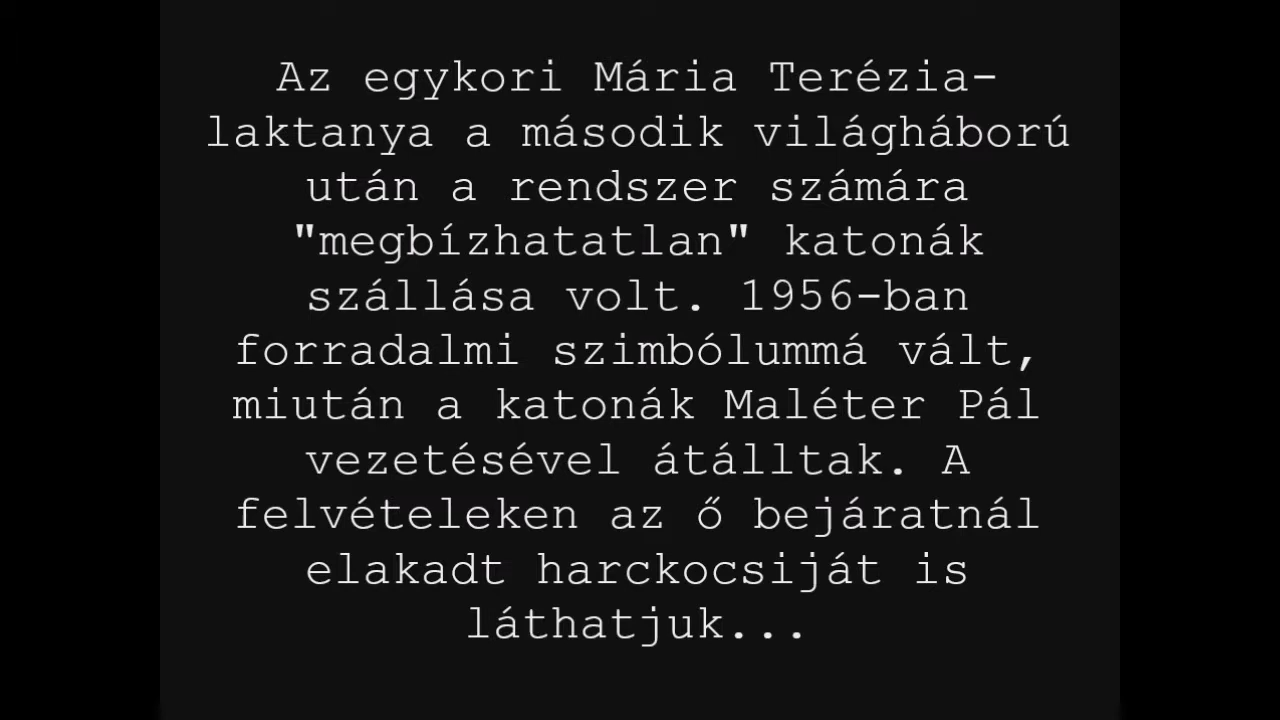 Az egykori Mária Terézia-
laktanya a második világháború
után a rendszer számára
"megbízhatatlan" katonák
szállása volt. 1956-ban
forradalmi szimbólummá vált,
miután a katonák Maléter Pál
vezetésével átálltak. A
felvételeken az ő bejáratnál
elakadt harckocsiját is
láthatjuk...